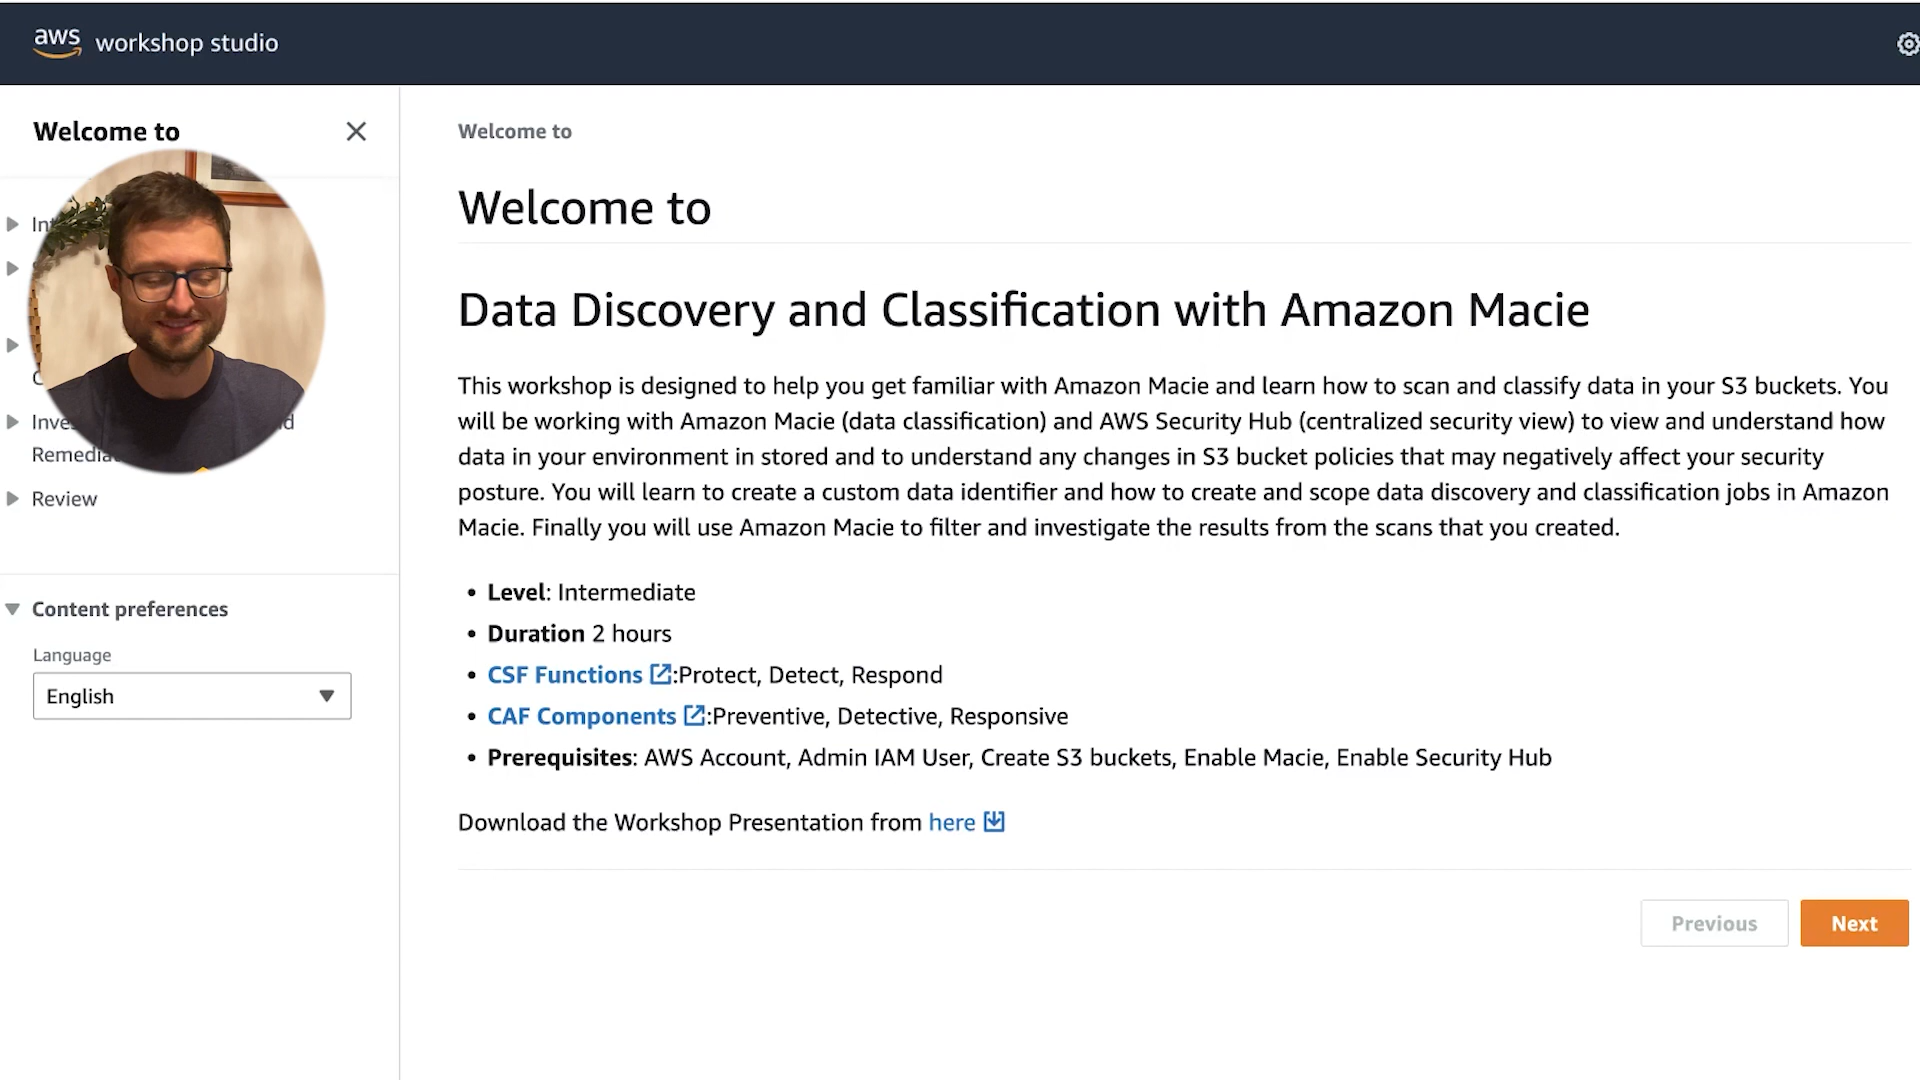 aws workshop studio
Welcome to
Remedia
Review
Content preferences
Language
English
Welcome to
Welcome to
Data Discovery and Classification with Amazon Macie
This workshop is designed to help you get familiar with Amazon Macie and learn how to scan and classify data in your S3 buckets. You
will be working with Amazon Macie (data classification) and AWS Security Hub (centralized security view) to view and understand how
data in your environment in stored and to understand any changes in S3 bucket policies that may negatively affect your security
posture. You will learn to create a custom data identifier and how to create and scope data discovery and classification jobs in Amazon
Macie. Finally you will use Amazon Macie to filter and investigate the results from the scans that you created.
• Level: Intermediate
• Duration 2 hours
• CSF Functions :Protect, Detect, Respond
• CAF Components :Preventive, Detective, Responsive
• Prerequisites: AWS Account, Admin IAM User, Create S3 buckets, Enable Macie, Enable Security Hub
Download the Workshop Presentation from here
Previous
Next